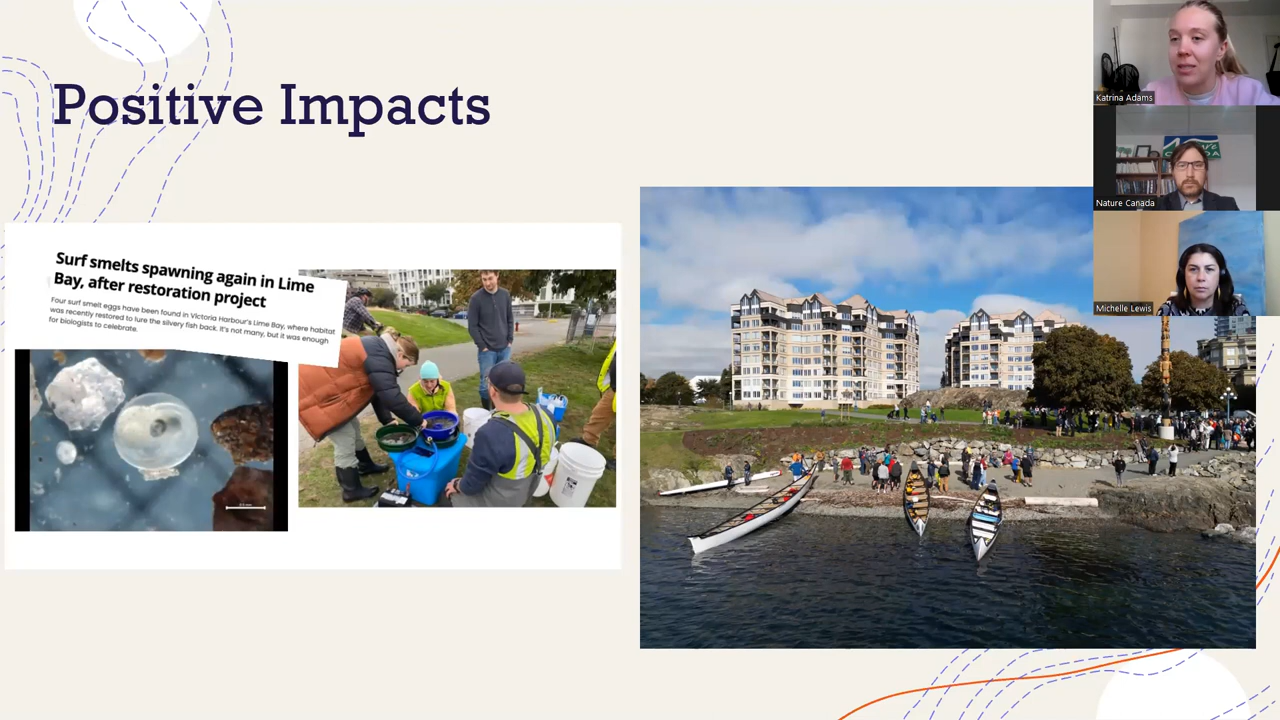 Positive Impacts
Surf smelts spawning again in Lime
Bay, after restoration project
Four surf smelt eggs have been found in Victoria Harbour's Lime Bay, where habitat
was recently restored to lure the silvery fish back. It's not many, but it was enough
for biologists to celebrate.
Katrina Adams
Nature Canada
Michelle Lewis